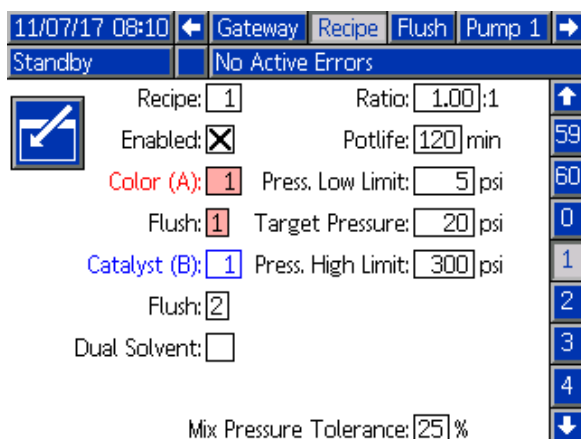 11/07/17 08:10 Gateway Recipe Flush Pump 1
Standby No Active Errors
Recipe: 1 Ratio: 1.00 :1
Enabled: Potlife: 120 min 59
Color (A): 1 Press. Low Limit: 5 psi 60
Flush: 1 Target Pressure: 20 psi 0
Catalyst (B): 1 Press. High Limit: 300 psi 1
Flush: 2 2
Dual Solvent: 3
4
Mix Pressure Tolerance: 25 %